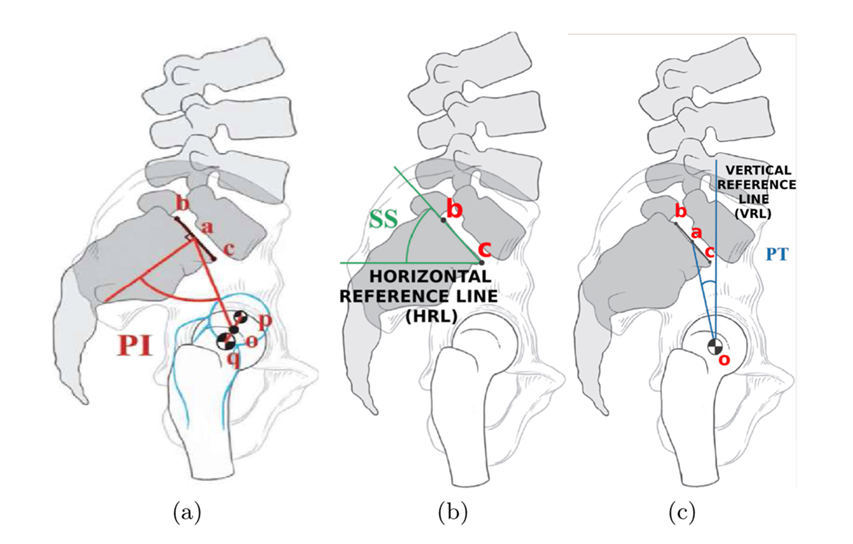 b
a
c
PI
p
o
q
SS
b
c
HORIZONTAL
REFERENCE LINE
(HRL)
VERTICAL
REFERENCE
LINE
(VRL)
b
a
c
PT
o
(a)
(b)
(c)